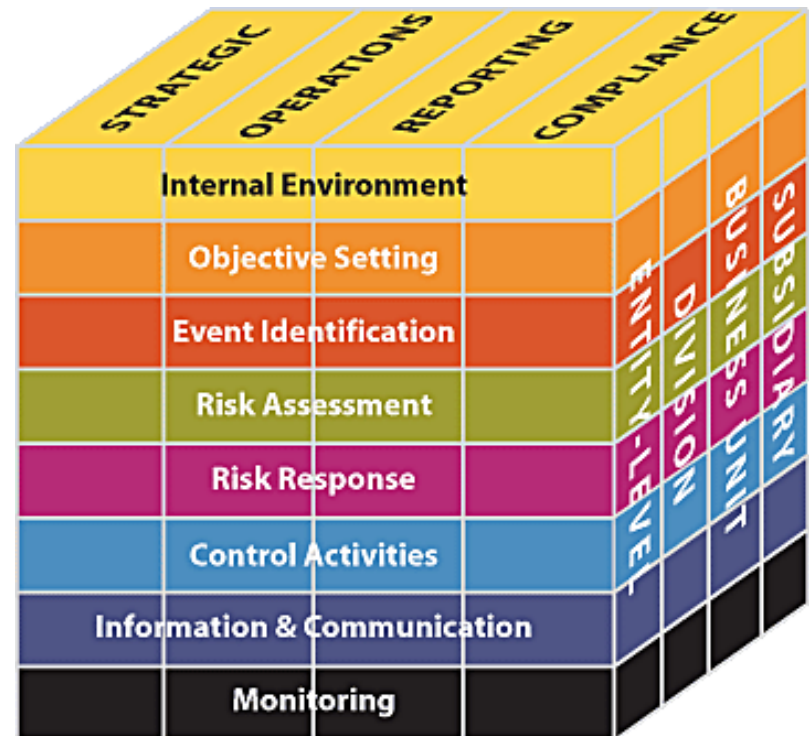 STRATEGIC
OPERATIONS
REPORTING
COMPLIANCE
Internal Environment
Objective Setting
Event Identification
Risk Assessment
Risk Response
Control Activities
Information & Communication
Monitoring
ENTITY-LEVEL
DIVISION
BUSINESS UNIT
SUBSIDIARY